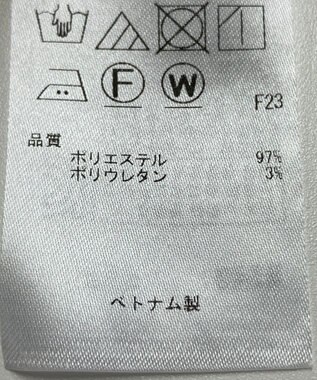 F W
F23
品質
ポリエステル 97%
ポリウレタン 3%
ベトナム製